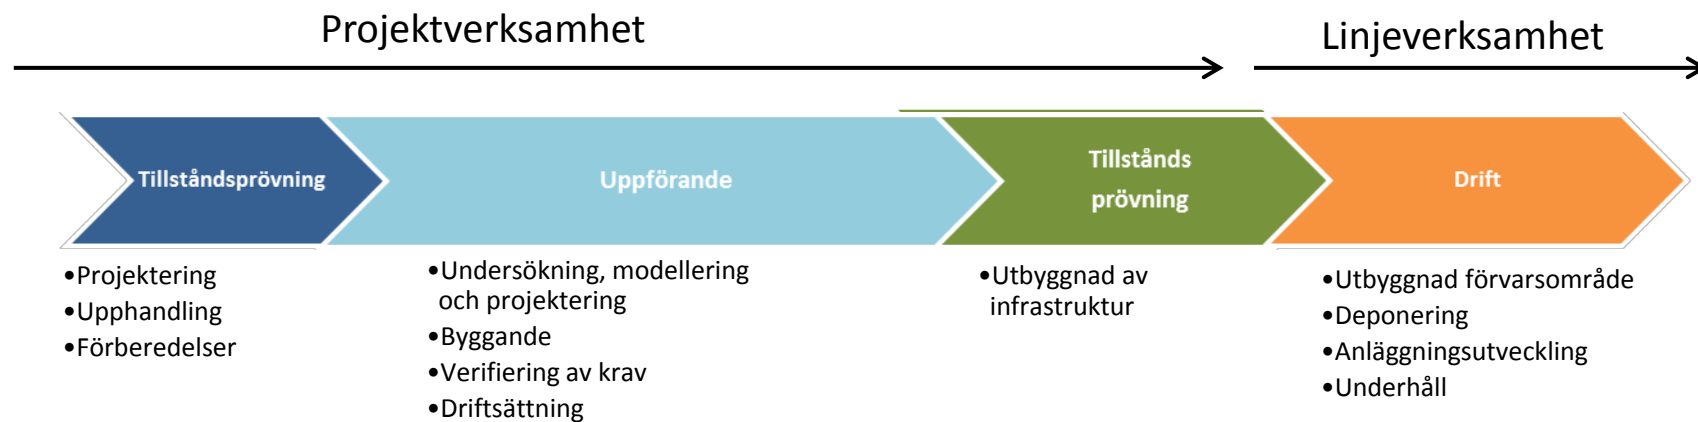 Projektverksamhet
Linjeverksamhet
Tillståndsprövning
Uppförande
Tillstånds
prövning
Drift
•Projektering
•Upphandling
•Förberedelser
•Undersökning, modellering
och projektering
•Byggande
•Verifiering av krav
•Driftsättning
•Utbyggnad av
infrastruktur
•Utbyggnad förvarsområde
•Deponering
•Anläggningsutveckling
•Underhåll